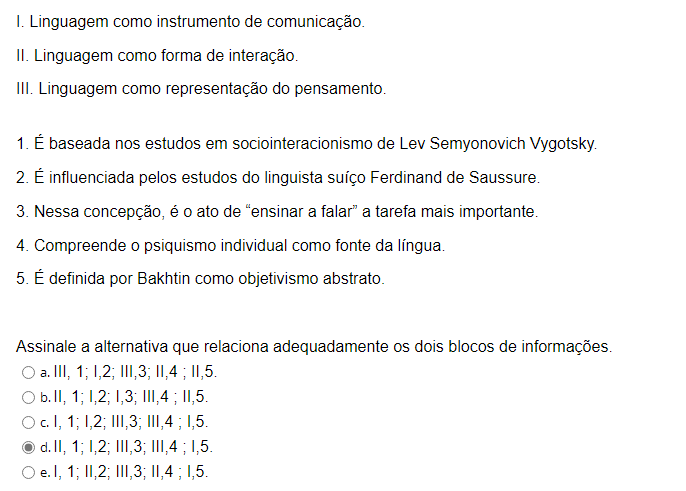 I. Linguagem como instrumento de comunicação.
II. Linguagem como forma de interação.
III. Linguagem como representação do pensamento.
1. É baseada nos estudos em sociointeracionismo de Lev Semyonovich Vygotsky.
2. É influenciada pelos estudos do linguista suíço Ferdinand de Saussure.
3. Nessa concepção, é o ato de “ensinar a falar” a tarefa mais importante.
4. Compreende o psiquismo individual como fonte da língua.
5. É definida por Bakhtin como objetivismo abstrato.
Assinale a alternativa que relaciona adequadamente os dois blocos de informações.
a. III, 1; I,2; III,3; II,4 ; II,5.
b. II, 1; I,2; I,3; III,4 ; II,5.
c. I, 1; I,2; III,3; III,4 ; I,5.
d. II, 1; I,2; III,3; III,4 ; I,5.
e. I, 1; II,2; III,3; II,4 ; I,5.